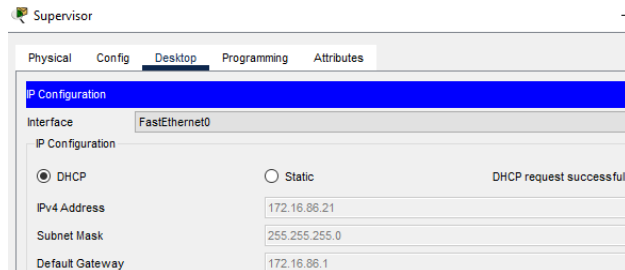 Supervisor
Physical Config Desktop Programming Attributes
IP Configuration
Interface FastEthernet0
IP Configuration
DHCP Static DHCP request successful
IPv4 Address 172.16.86.21
Subnet Mask 255.255.255.0
Default Gateway 172.16.86.1